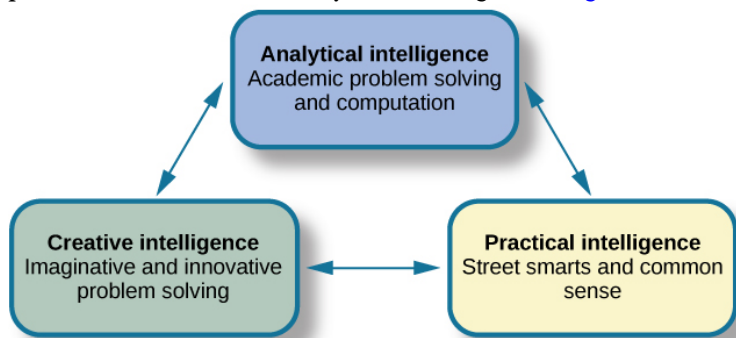 Analytical intelligence
Academic problem solving
and computation
Creative intelligence
Imaginative and innovative
problem solving
Practical intelligence
Street smarts and common
sense